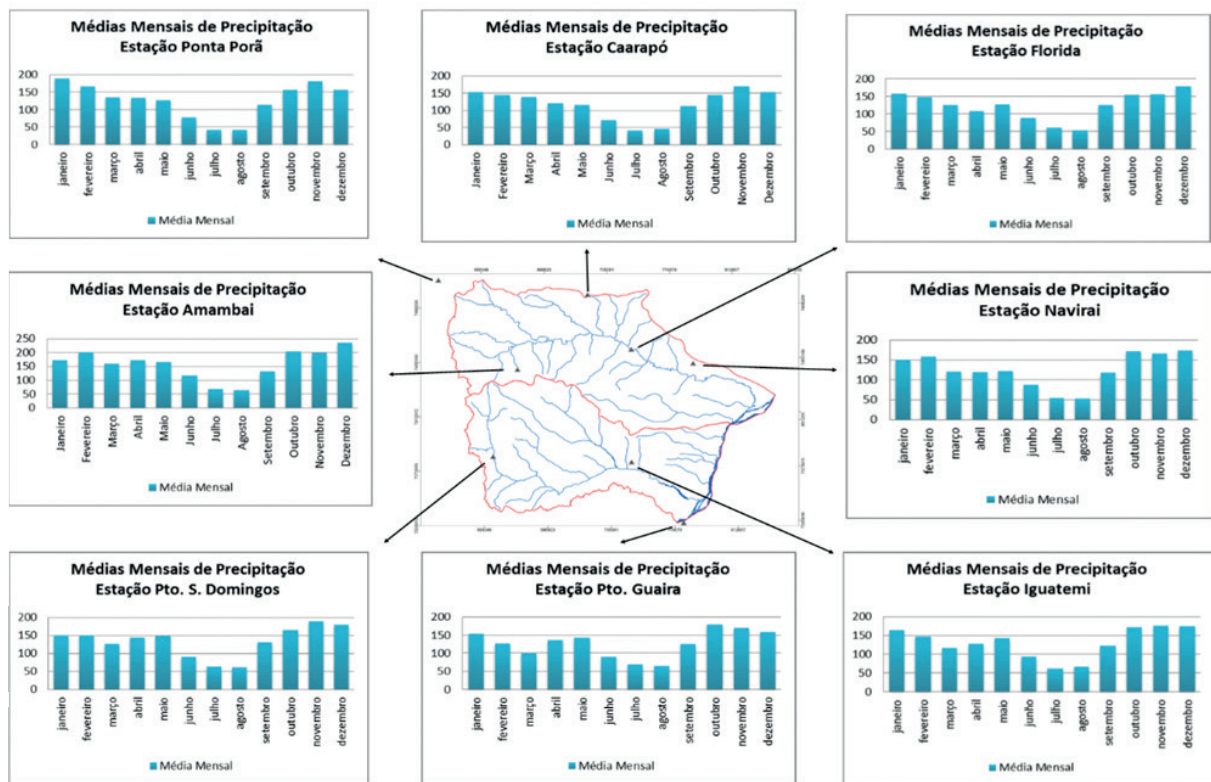 Médias Mensais de Precipitação
Estação Ponta Porã
200
150
100
50
0
janeiro
fevereiro
março
abril
maio
junho
julho
agosto
setembro
outubro
novembro
dezembro
Média Mensal
Médias Mensais de Precipitação
Estação Caarapó
200
150
100
50
0
Janeiro
Fevereiro
Março
Abril
Maio
Junho
Julho
Agosto
Setembro
Outubro
Novembro
Dezembro
Média Mensal
Médias Mensais de Precipitação
Estação Florida
200
150
100
50
0
janeiro
fevereiro
março
abril
maio
junho
julho
agosto
setembro
outubro
novembro
dezembro
Média Mensal
Médias Mensais de Precipitação
Estação Amambai
250
200
150
100
50
0
Janeiro
Fevereiro
Março
Abril
Maio
Junho
Julho
Agosto
Setembro
Outubro
Novembro
Dezembro
Média Mensal
Médias Mensais de Precipitação
Estação Navirai
200
150
100
50
0
janeiro
fevereiro
março
abril
maio
junho
julho
agosto
setembro
outubro
novembro
dezembro
Média Mensal
Médias Mensais de Precipitação
Estação Pto. S. Domingos
200
150
100
50
0
janeiro
fevereiro
março
abril
maio
junho
julho
agosto
setembro
outubro
novembro
dezembro
Média Mensal
Médias Mensais de Precipitação
Estação Pto. Guaira
200
150
100
50
0
janeiro
fevereiro
março
abril
maio
junho
julho
agosto
setembro
outubro
novembro
dezembro
Média Mensal
Médias Mensais de Precipitação
Estação Iguatemi
200
150
100
50
0
janeiro
fevereiro
março
abril
maio
junho
julho
agosto
setembro
outubro
novembro
dezembro
Média Mensal